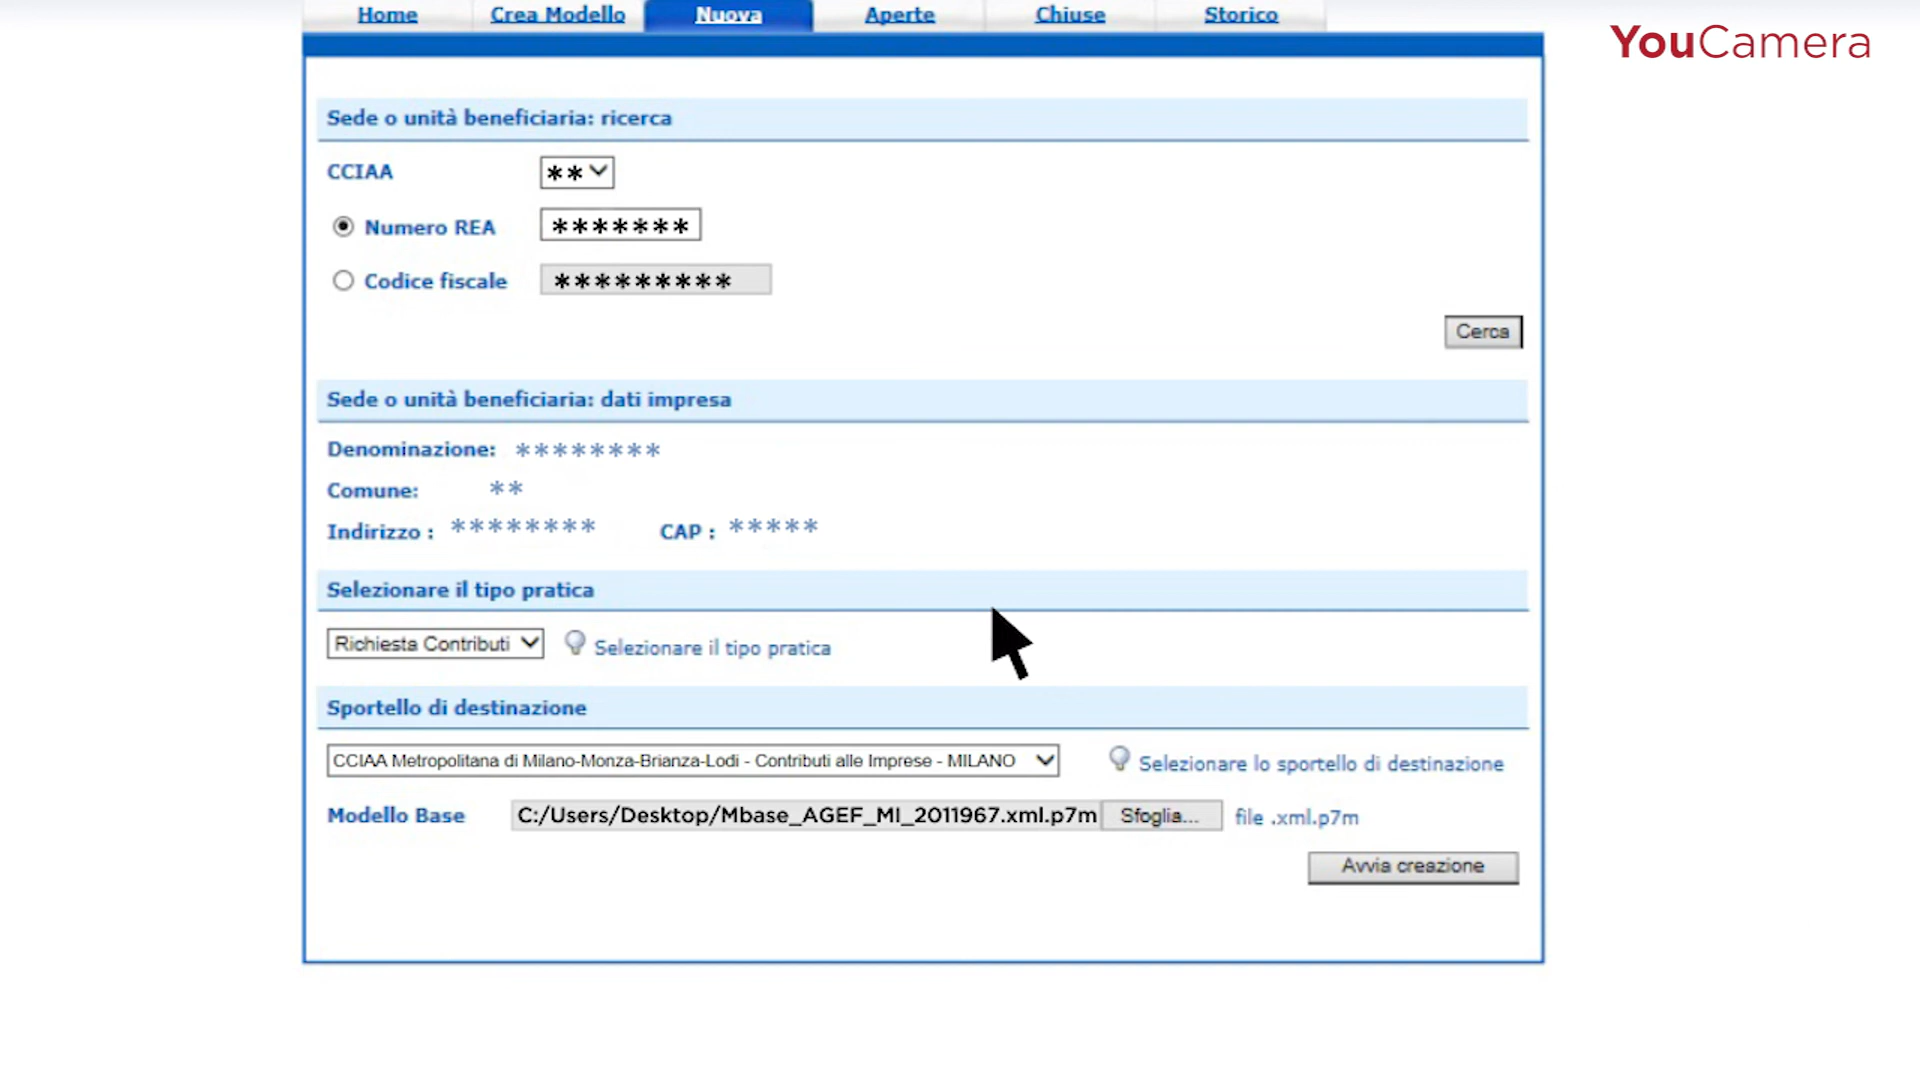 Home Crea Modello Nuova Aperte Chiuse Storico
YouCamera
Sede o unità beneficiaria: ricerca
CCIAA **
Numero REA *******
Codice fiscale *********
Cerca
Sede o unità beneficiaria: dati impresa
Denominazione: ********
Comune: **
Indirizzo : ******** CAP : *****
Selezionare il tipo pratica
Richiesta Contributi Selezionare il tipo pratica
Sportello di destinazione
CCIAA Metropolitana di Milano-Monza-Brianza-Lodi - Contributi alle Imprese - MILANO Selezionare lo sportello di destinazione
Modello Base C:/Users/Desktop/Mbase_AGEF_MI_2011967.xml.p7m Sfoglia... file .xml.p7m
Avvia creazione